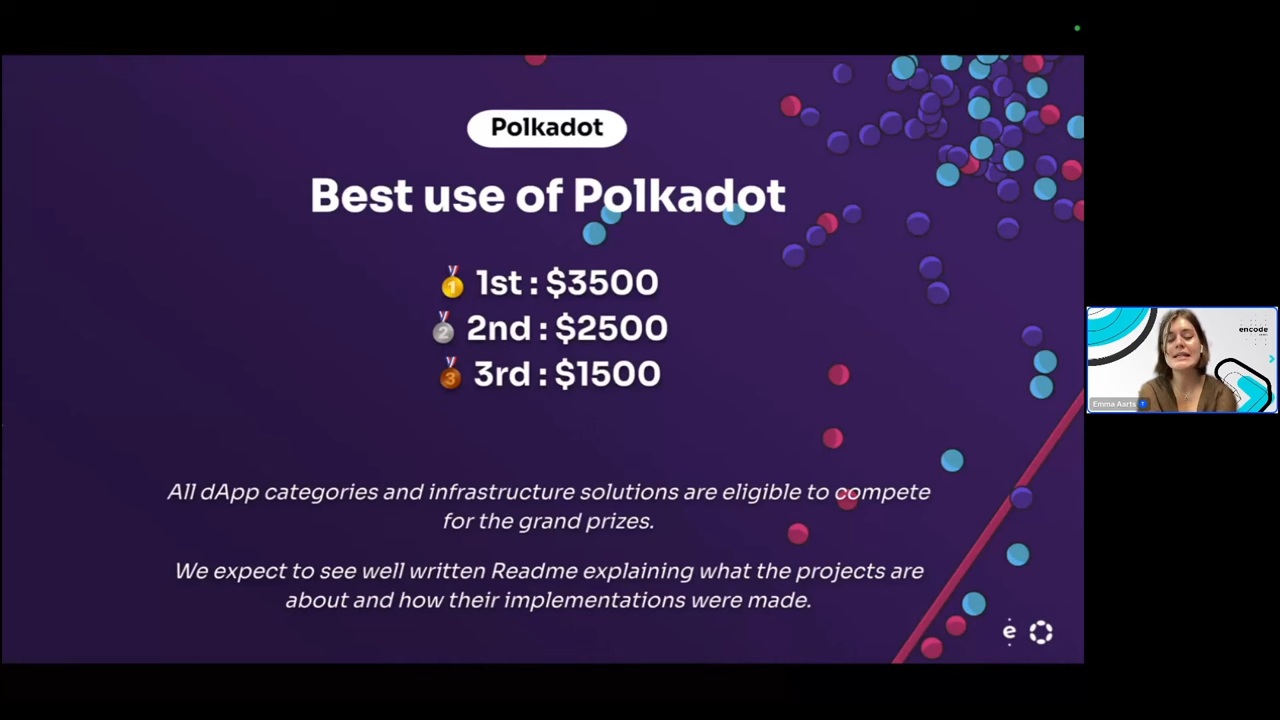 Polkadot
Best use of Polkadot
1st : $3500
2nd : $2500
3rd : $1500
All dApp categories and infrastructure solutions are eligible to compete
for the grand prizes.
We expect to see well written Readme explaining what the projects are
about and how their implementations were made.
e
encode
Emma Aarts